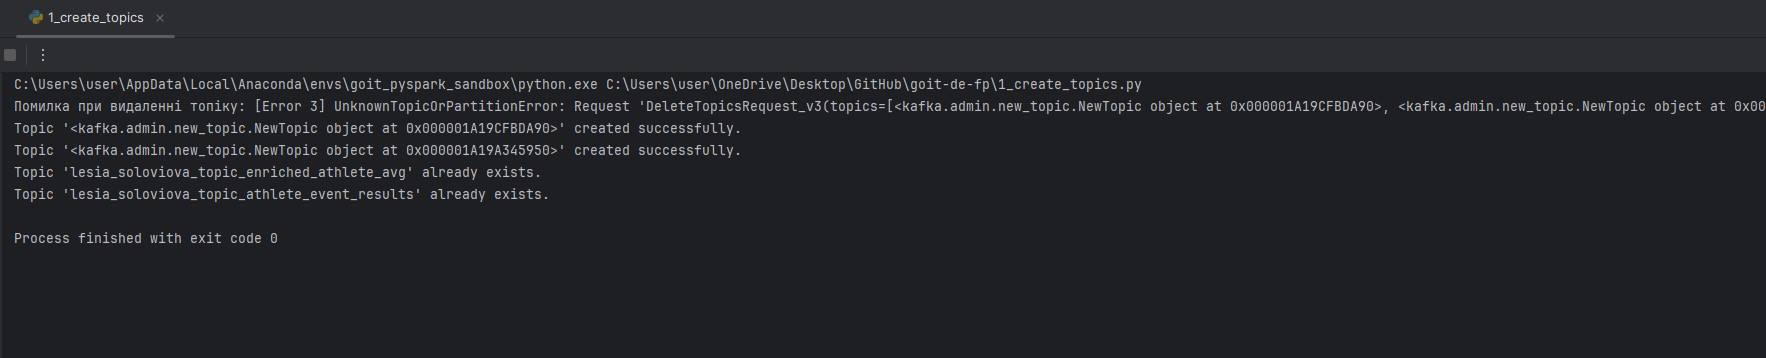 1_create_topics
C:\Users\user\AppData\Local\Anaconda\envs\goit_pyspark_sandbox\python.exe C:\Users\user\OneDrive\Desktop\GitHub\goit-de-fp\1_create_topics.py
Помилка при видаленні топіку: [Error 3] UnknownTopicOrPartitionError: Request 'DeleteTopicsRequest_v3(topics=[<kafka.admin.new_topic.NewTopic object at 0x000001A19CFBDA90>, <kafka.admin.new_topic.NewTopic object at 0x00
Topic '<kafka.admin.new_topic.NewTopic object at 0x000001A19CFBDA90>' created successfully.
Topic '<kafka.admin.new_topic.NewTopic object at 0x000001A19A345950>' created successfully.
Topic 'lesia_soloviova_topic_enriched_athlete_avg' already exists.
Topic 'lesia_soloviova_topic_athlete_event_results' already exists.
Process finished with exit code 0